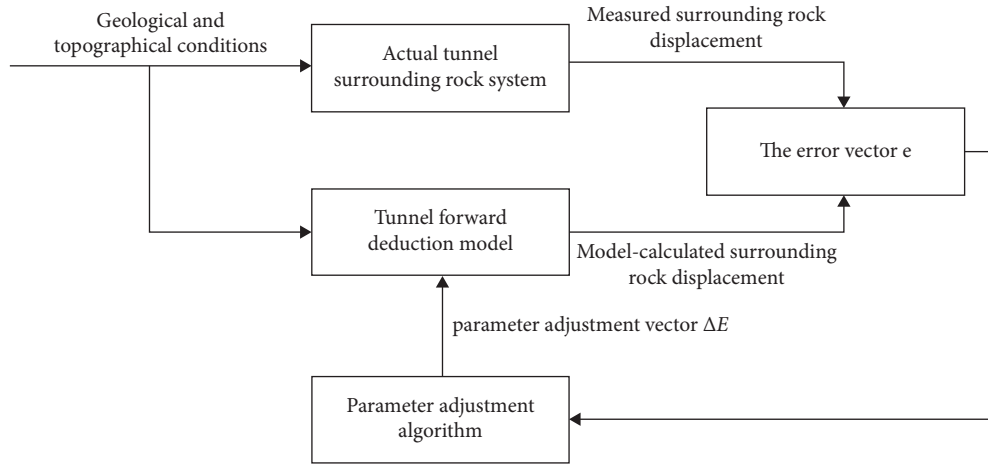 Geological and
topographical conditions
Actual tunnel
surrounding rock system
Measured surrounding rock
displacement
The error vector e
Tunnel forward
deduction model
Model-calculated surrounding
rock displacement
parameter adjustment vector ΔE
Parameter adjustment
algorithm